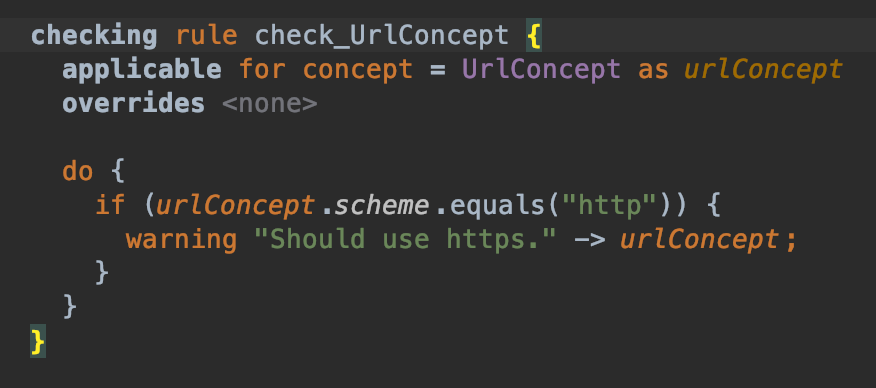 checking rule check_UrlConcept {
applicable for concept = UrlConcept as urlConcept
overrides <none>
do {
if (urlConcept.scheme.equals("http")) {
warning "Should use https." -> urlConcept;
}
}
}